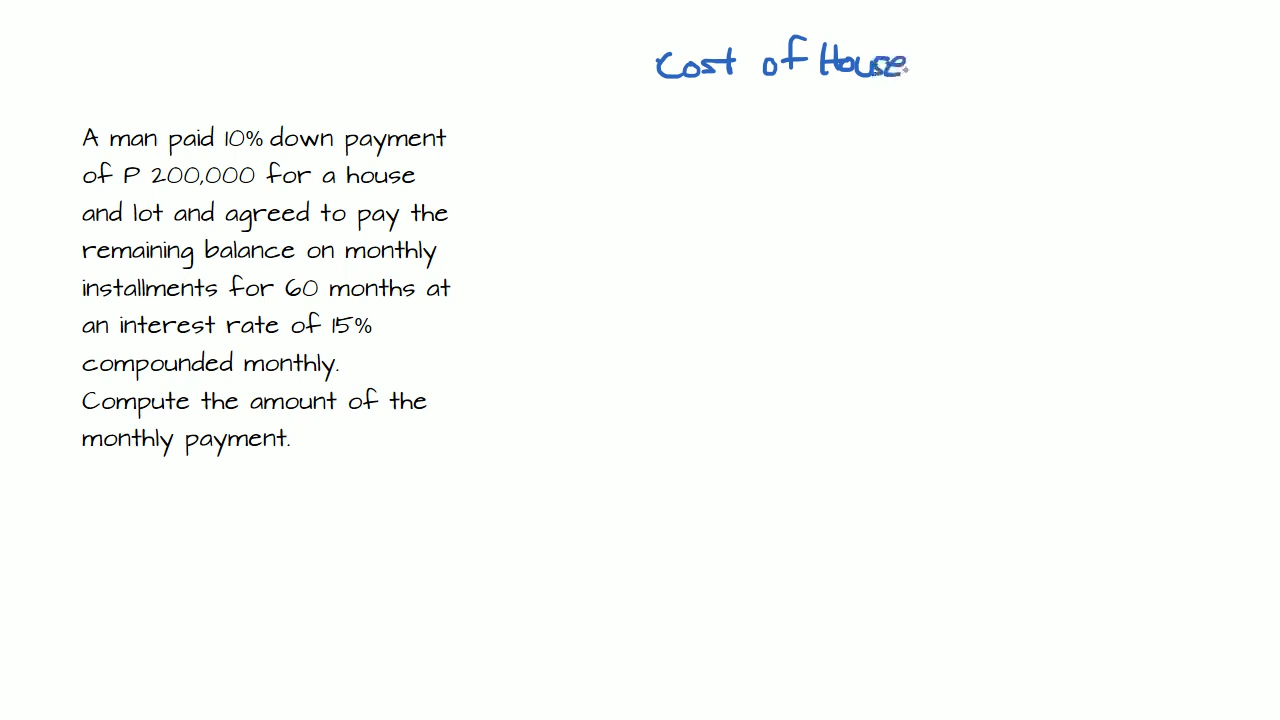 Cost of House
A man paid 10% down payment
of P 200,000 for a house
and lot and agreed to pay the
remaining balance on monthly
installments for 60 months at
an interest rate of 15%
compounded monthly.
Compute the amount of the
monthly payment.